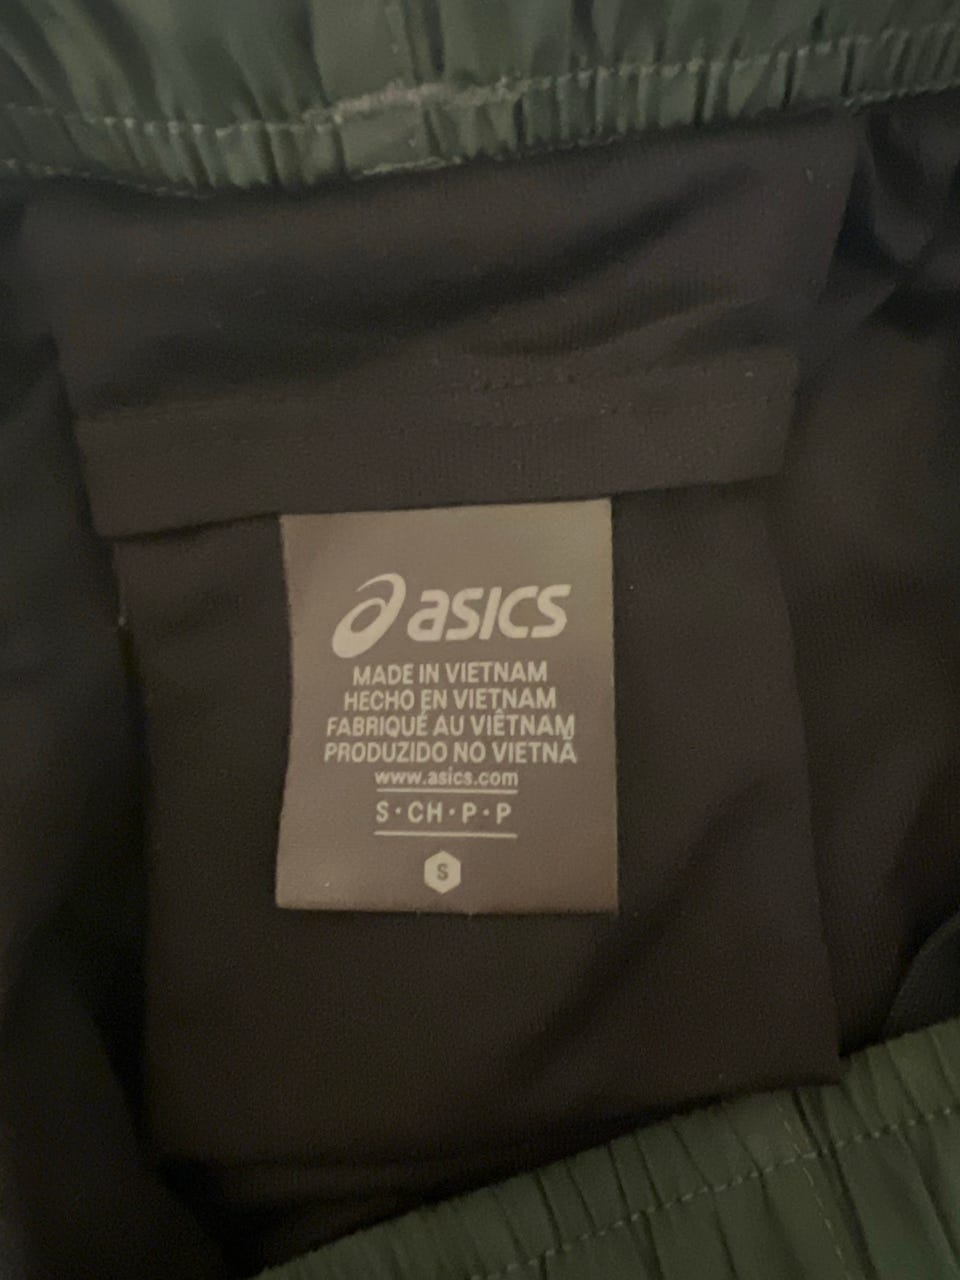 asics
MADE IN VIETNAM
HECHO EN VIETNAM
FABRIQUÉ AU VIÊTNAM
PRODUZIDO NO VIETNÃ
www.asics.com
S·CH·P·P
S